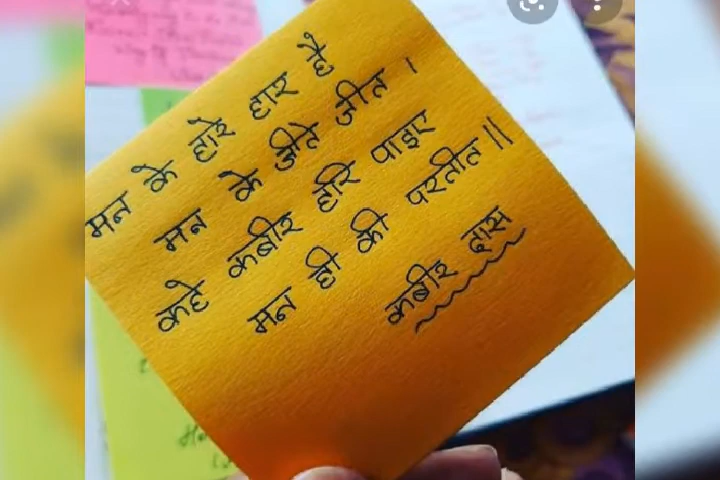 मन के हारे हार है
मन के जीते जीत ।
कहे कबीर हरि पाइए
मन ही की परतीत ॥
कबीर दास